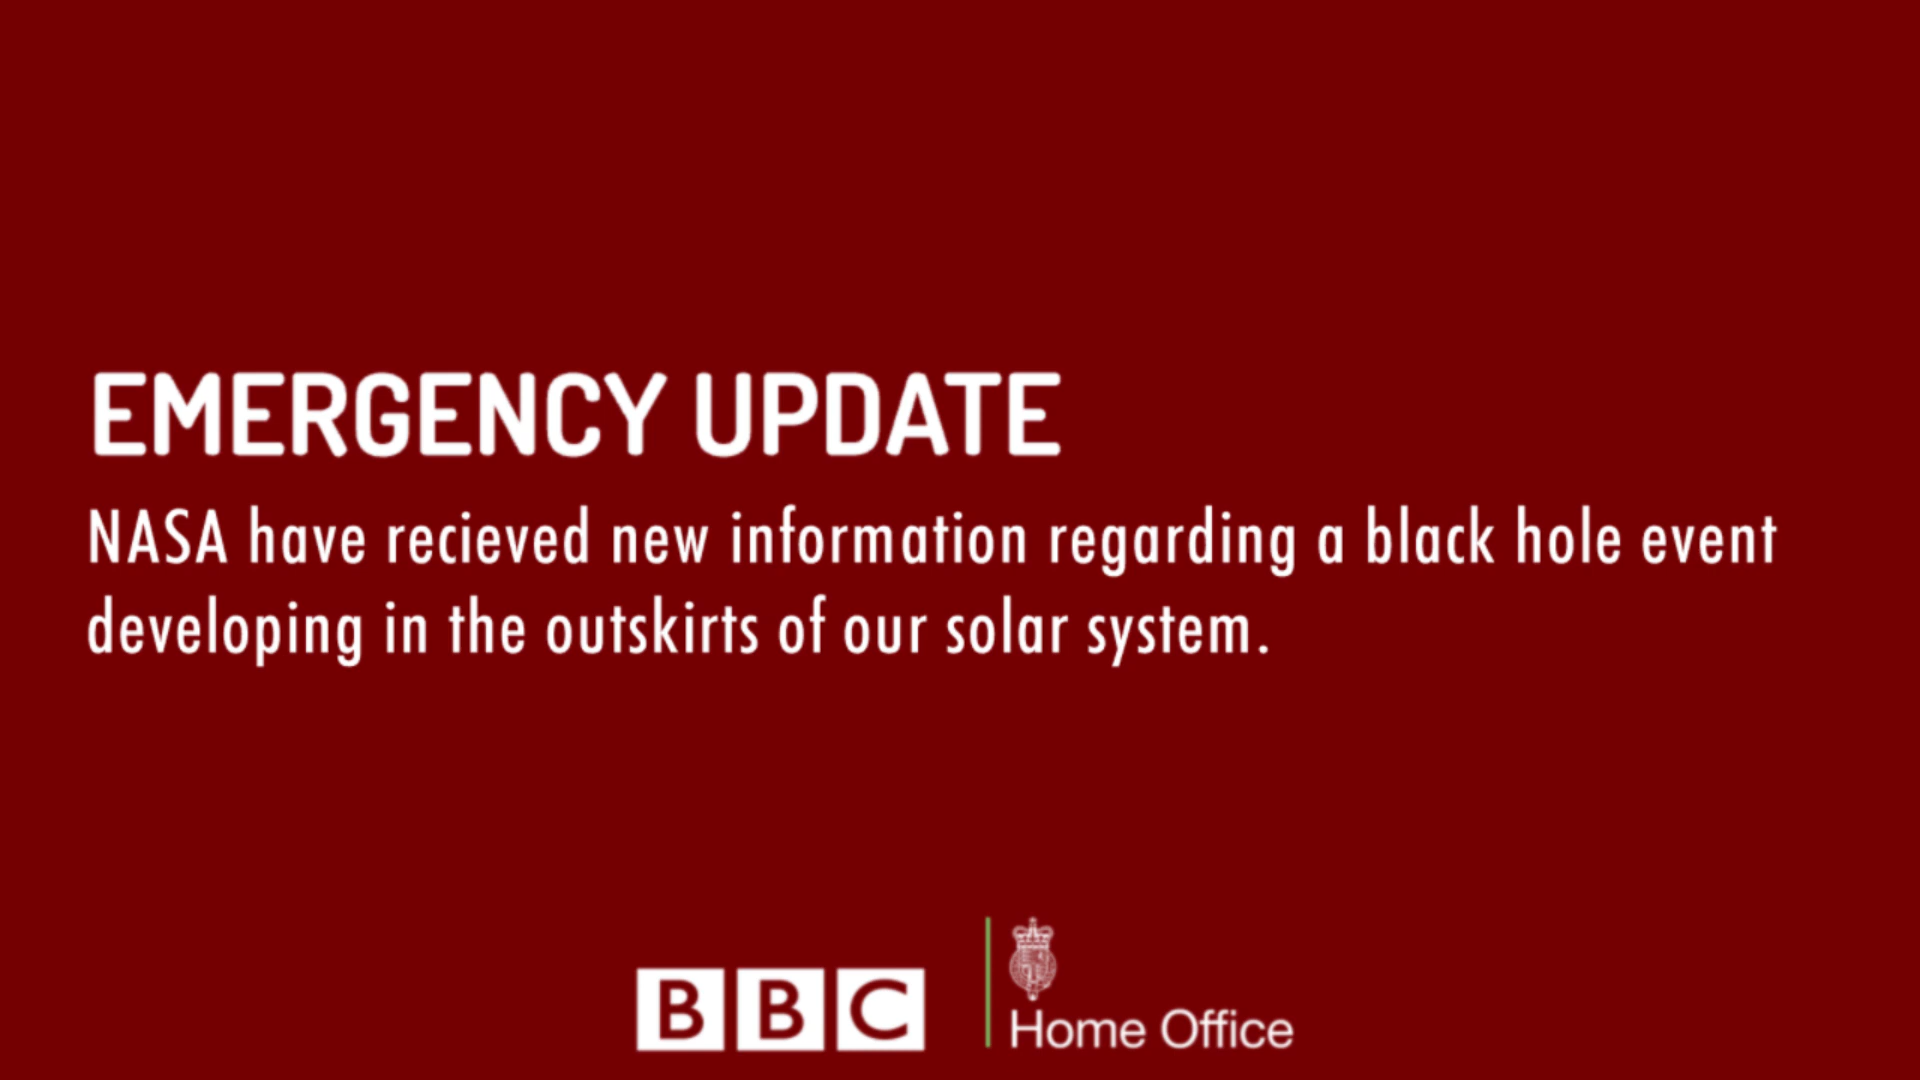 EMERGENCY UPDATE
NASA have recieved new information regarding a black hole event
developing in the outskirts of our solar system.
BBC
Home Office